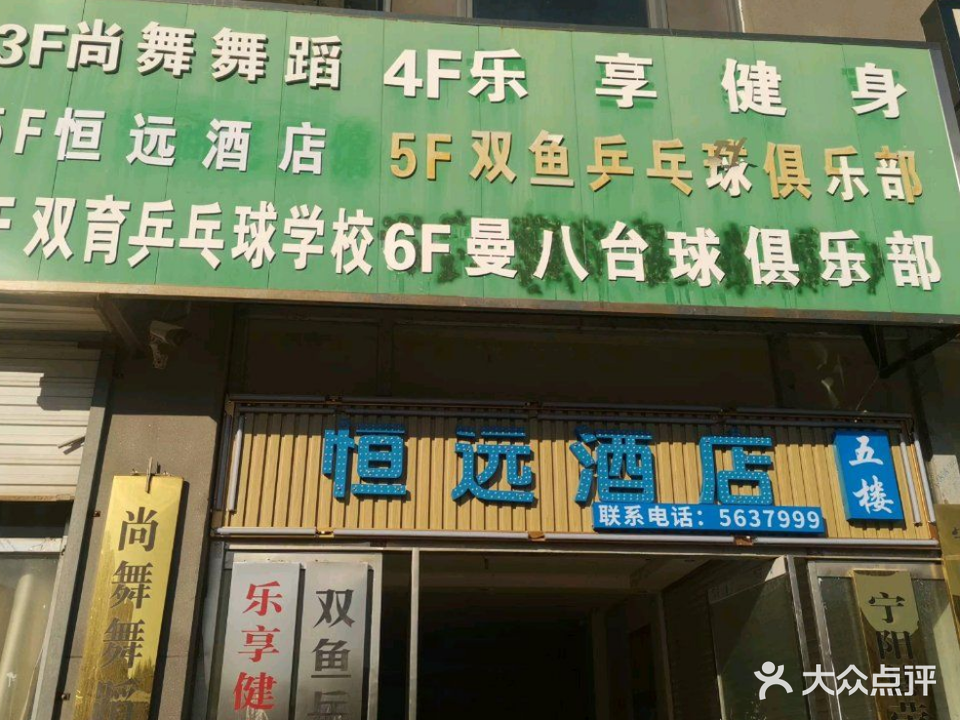 3F尚舞舞蹈 4F乐享健身
5F恒远酒店 5F双鱼乒乓球俱乐部
F双育乒乓球学校 6F曼八台球俱乐部
恒远酒店
五楼
联系电话：5637999
尚舞舞蹈
乐享健
双鱼乒
宁阳
大众点评